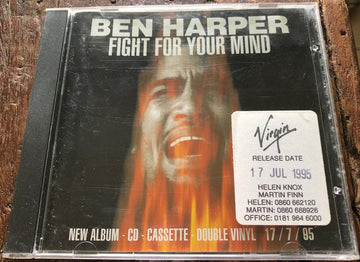 BEN HARPER
FIGHT FOR YOUR MIND
Virgin
RELEASE DATE
17 JUL 1995
HELEN KNOX
MARTIN FINN
HELEN: 0860 662120
MARTIN: 0860 688926
OFFICE: 0181 964 6000
NEW ALBUM - CD - CASSETTE - DOUBLE VINYL 17/7/95